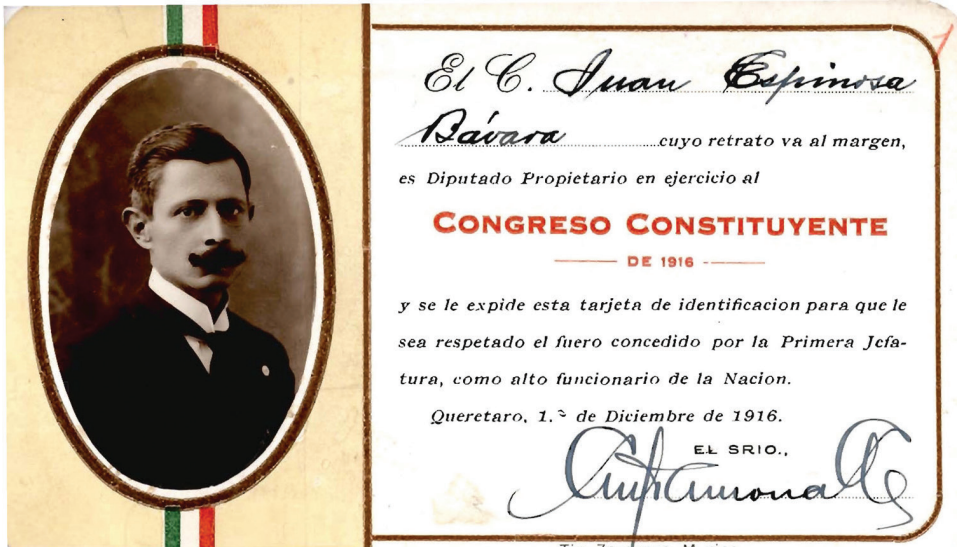 El C. Juan Espinosa
Bávara cuyo retrato va al margen,
es Diputado Propietario en ejercicio al
CONGRESO CONSTITUYENTE
DE 1916
y se le expide esta tarjeta de identificacion para que le
sea respetado el fuero concedido por la Primera Jefa-
tura, como alto funcionario de la Nacion.
Queretaro, 1.º de Diciembre de 1916.
EL SRIO.,